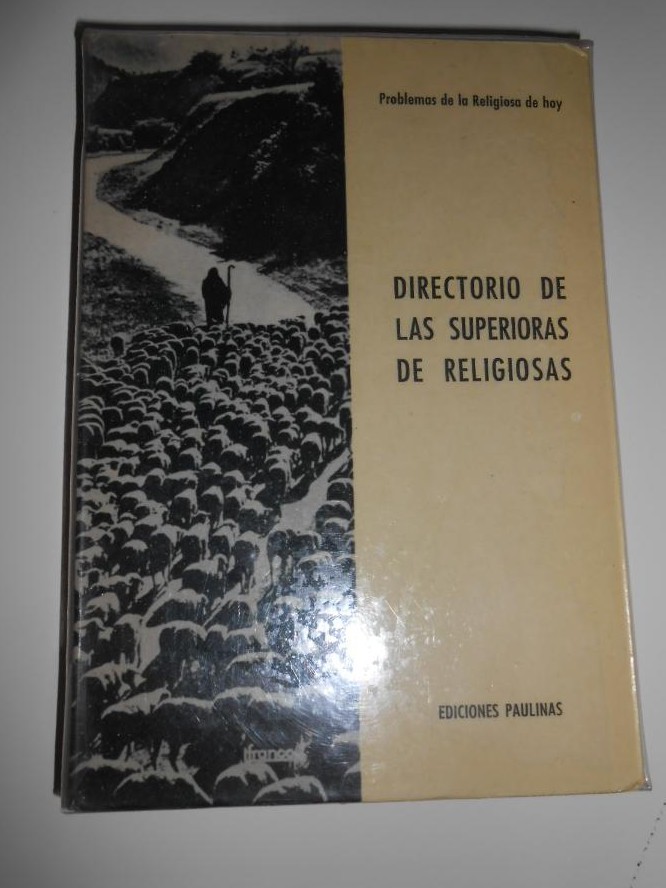 Problemas de la Religiosa de hoy
DIRECTORIO DE
LAS SUPERIORAS
DE RELIGIOSAS
EDICIONES PAULINAS